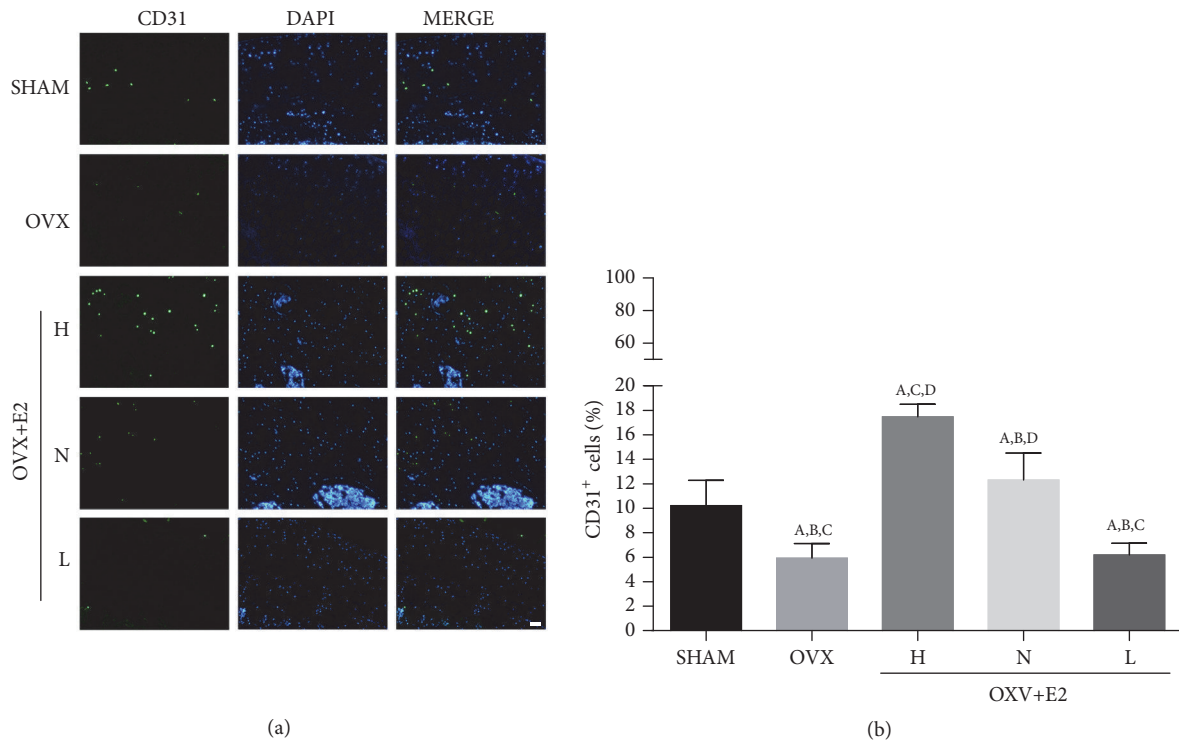 CD31 DAPI MERGE
SHAM
OVX
H
OVX+E2
N
L
(a)
CD31+ cells (%)
100
80
60
20
18
16
14
12
10
8
6
4
2
0
A,B,C
A,C,D
A,B,D
A,B,C
SHAM OVX H N L
OXV+E2
(b)